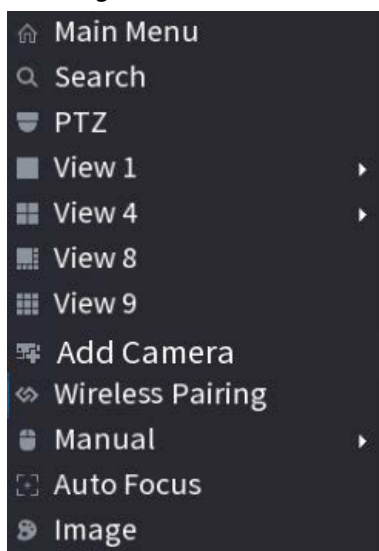 Main Menu
Search
PTZ
View 1
View 4
View 8
View 9
Add Camera
Wireless Pairing
Manual
Auto Focus
Image